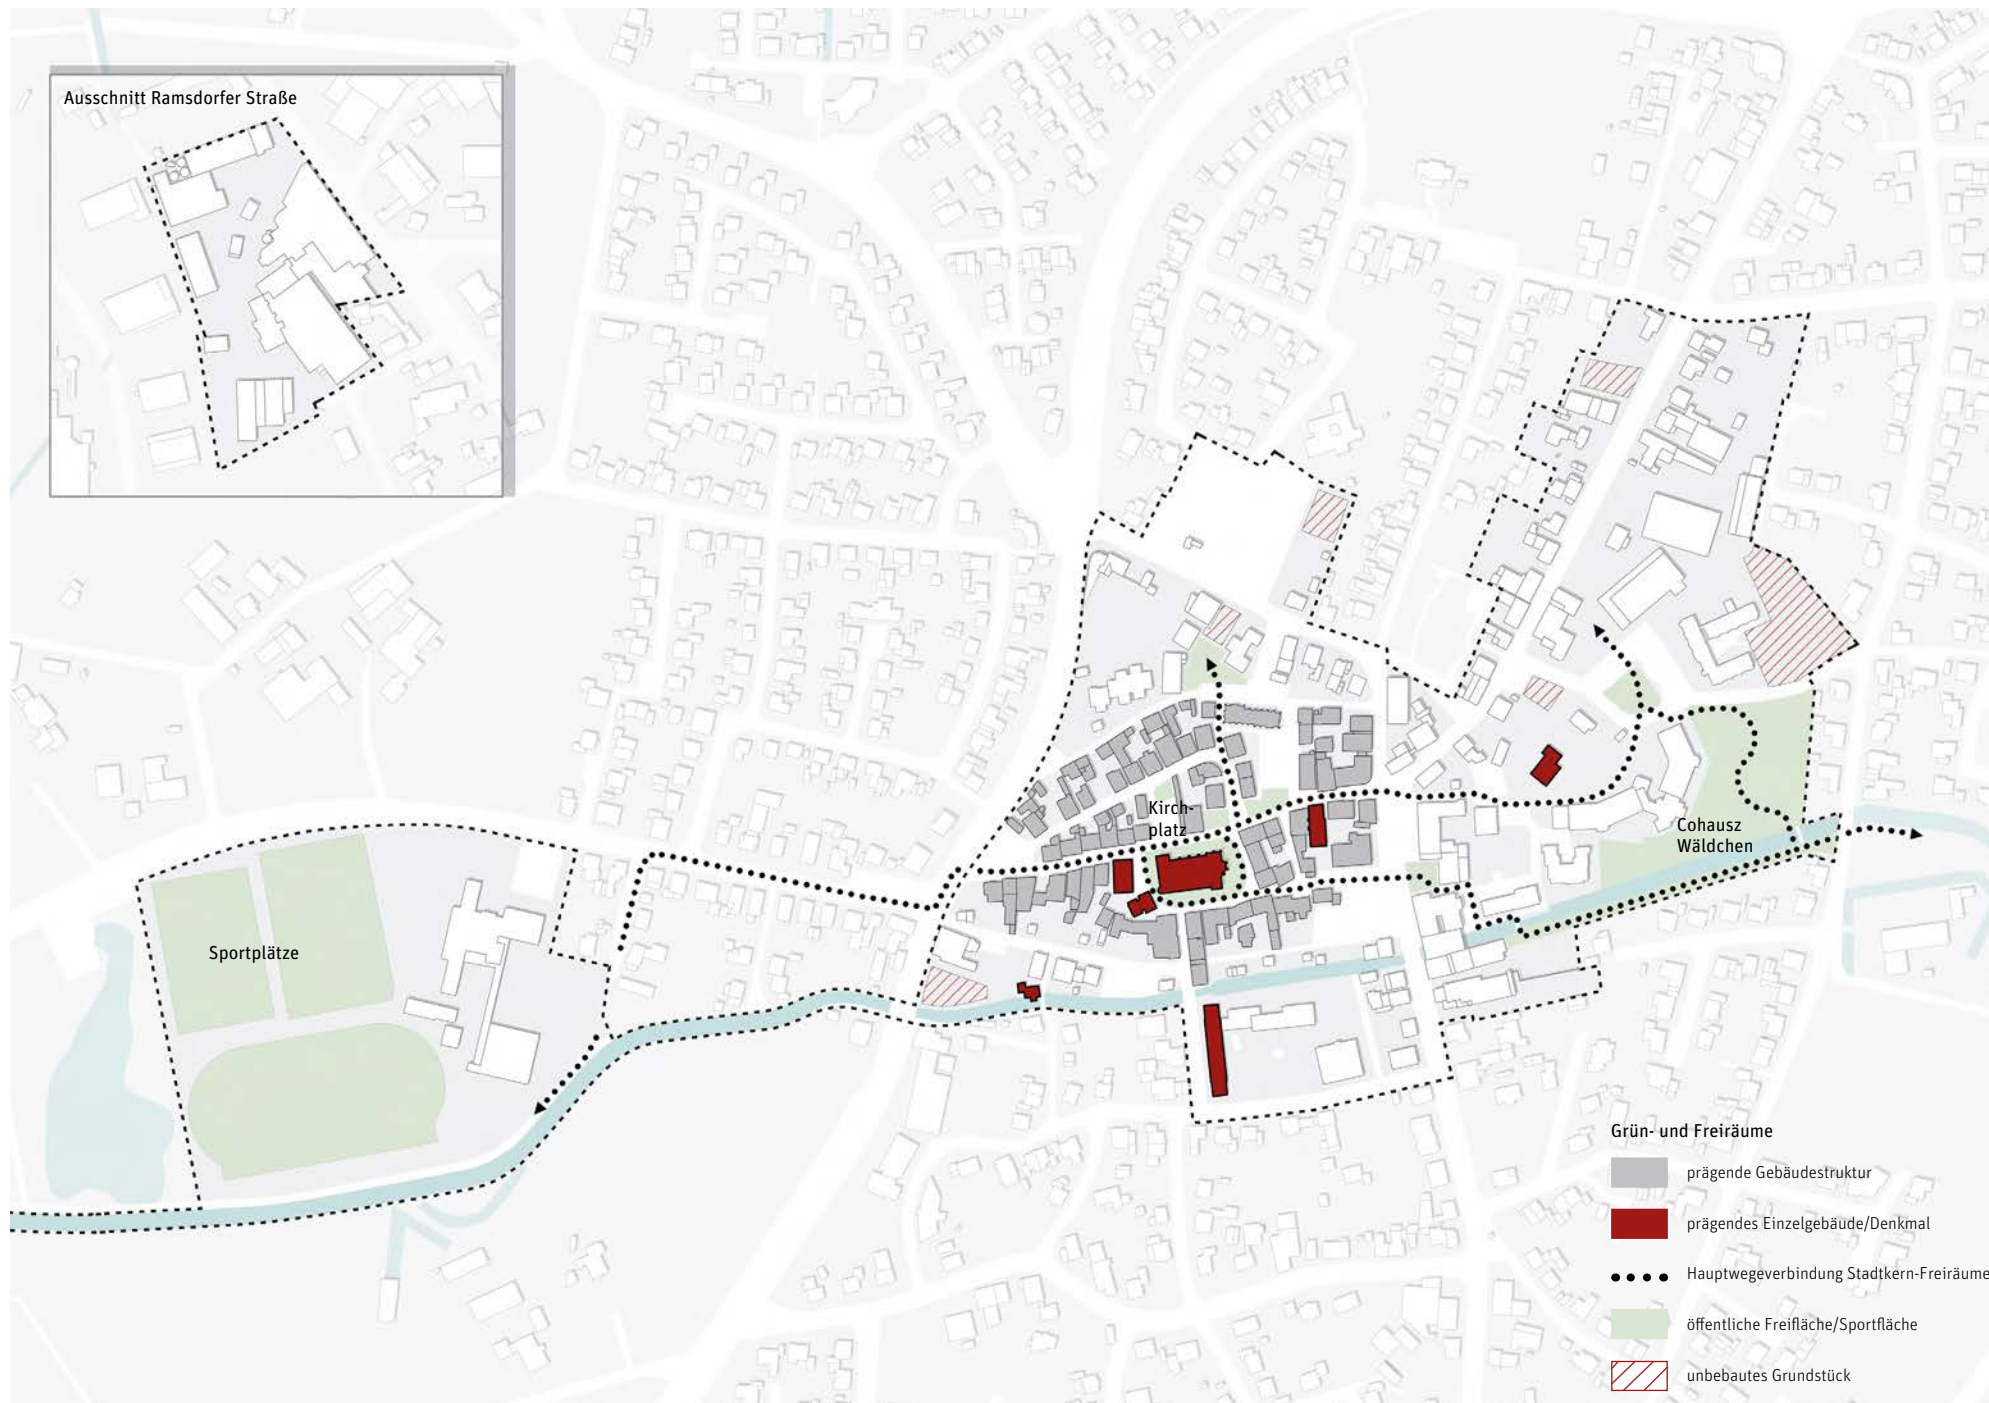 Ausschnitt Ramsdorfer Straße
Kirch-
platz
Cohausz
Wäldchen
Sportplätze
Grün- und Freiräume
prägende Gebäudestruktur
prägendes Einzelgebäude/Denkmal
Hauptwegeverbindung Stadtkern-Freiräume
öffentliche Freifläche/Sportfläche
unbebautes Grundstück